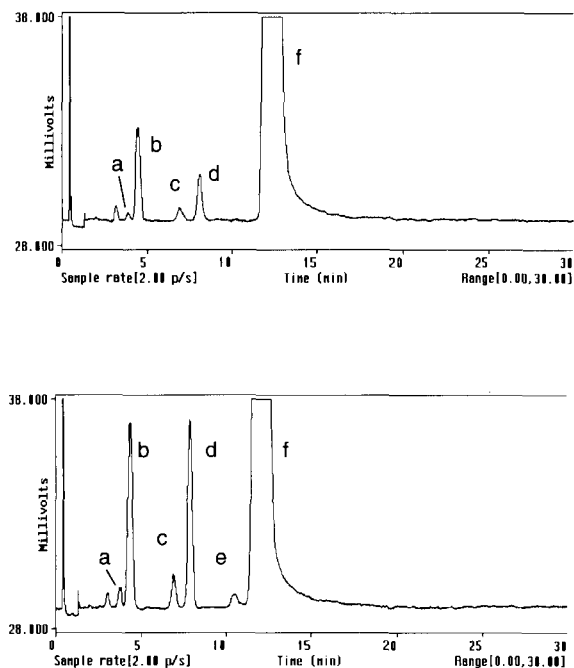 38.000
Millivolts
a
b
c
d
f
28.000
0 5 10 15 20 25 30
Sample rate[2.00 p/s] Time (min) Range[0.00,30.00]
38.000
Millivolts
a
b
c
d
e
f
28.000
0 5 10 15 20 25 30
Sample rate[2.00 p/s] Time (min) Range[0.00,30.00]